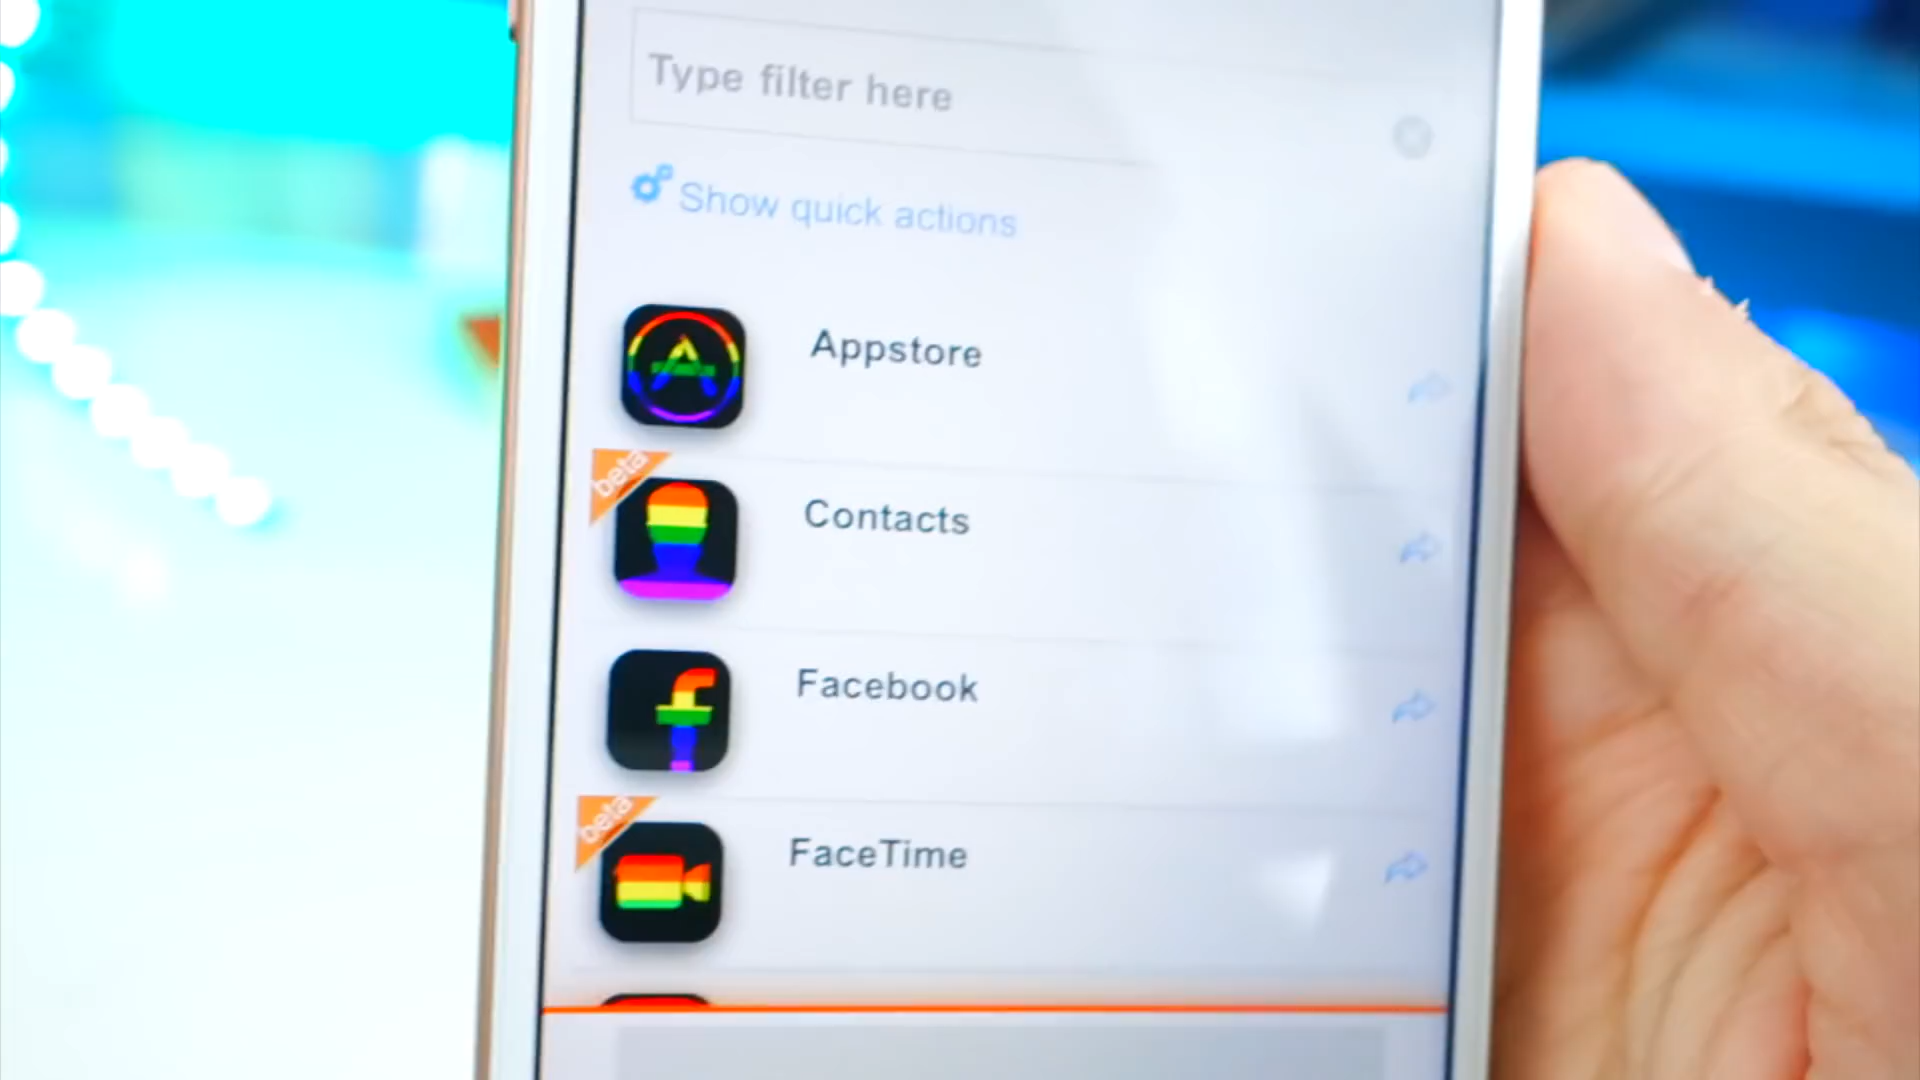 Type filter here
Show quick actions
Appstore
beta
Contacts
Facebook
beta
FaceTime